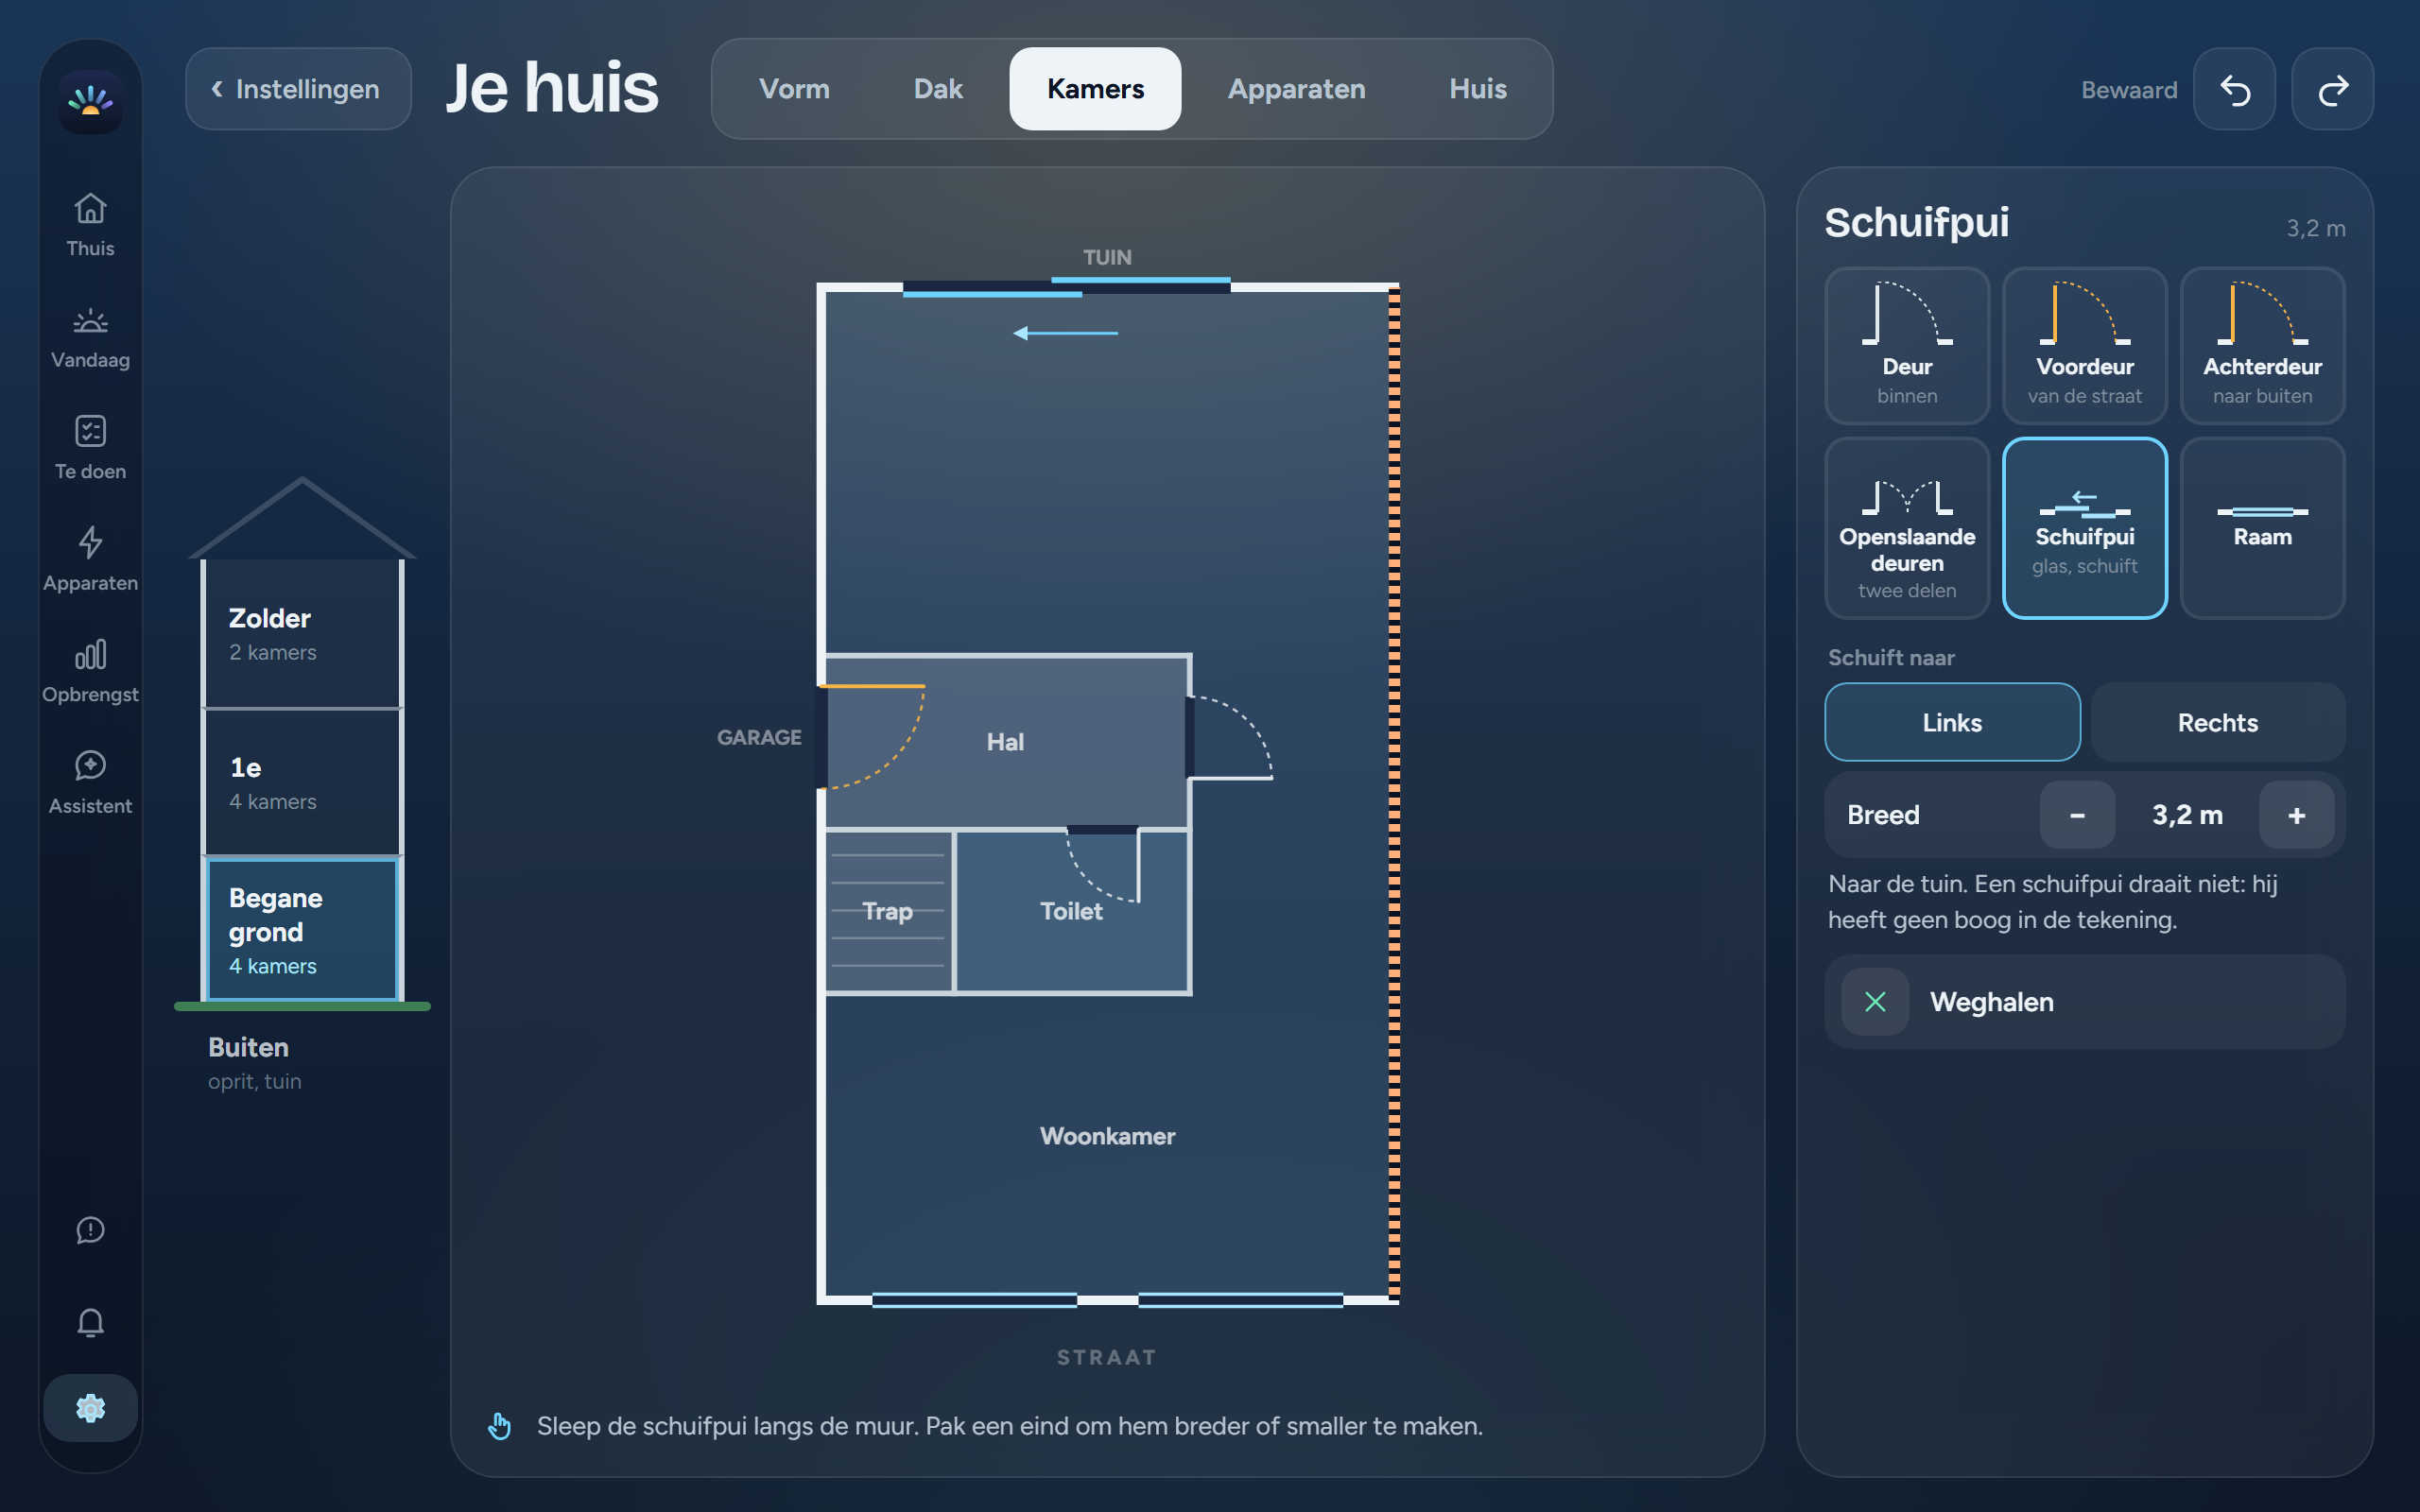 ‹ Instellingen
Je huis
Vorm
Dak
Kamers
Apparaten
Huis
Bewaard
Thuis
Vandaag
Te doen
Apparaten
Opbrengst
Assistent
Zolder
2 kamers
1e
4 kamers
Begane
grond
4 kamers
Buiten
oprit, tuin
TUIN
GARAGE
Hal
Trap
Toilet
Woonkamer
STRAAT
Sleep de schuifpui langs de muur. Pak een eind om hem breder of smaller te maken.
Schuifpui
3,2 m
Deur
binnen
Voordeur
van de straat
Achterdeur
naar buiten
Openslaande
deuren
twee delen
Schuifpui
glas, schuift
Raam
Schuift naar
Links
Rechts
Breed
−
3,2 m
+
Naar de tuin. Een schuifpui draait niet: hij
heeft geen boog in de tekening.
Weghalen